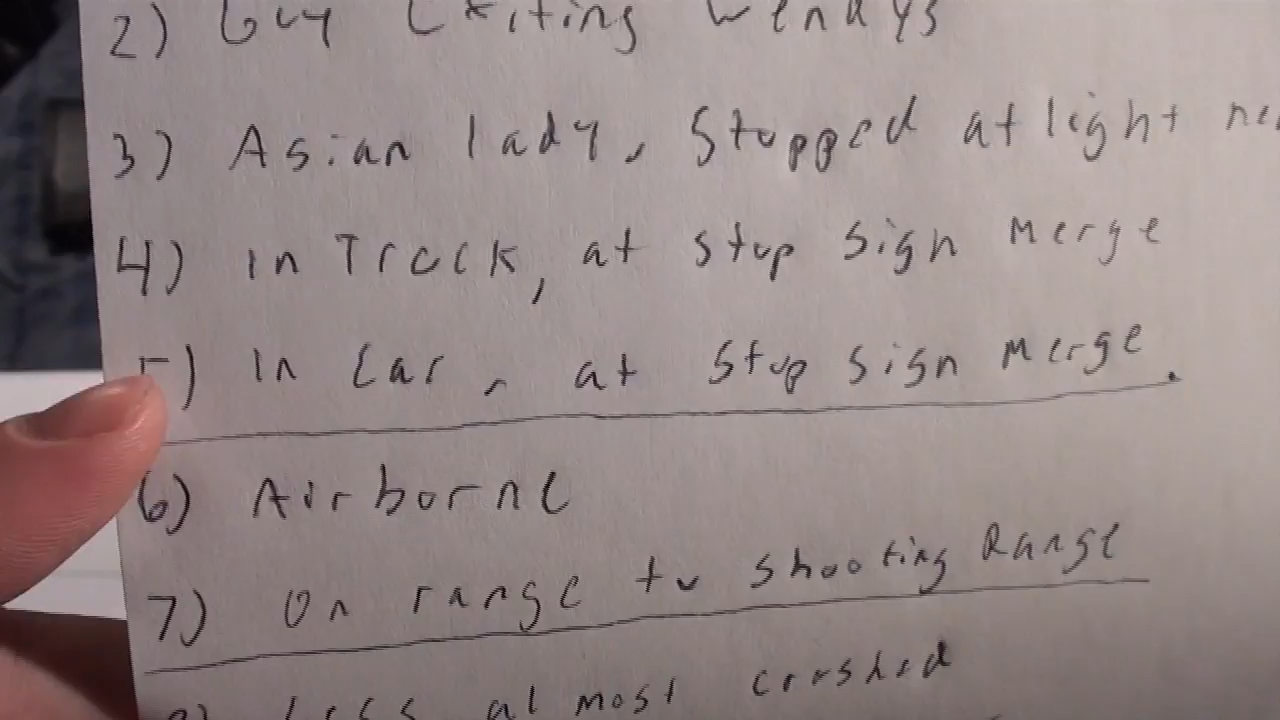 2) Guy Exiting Wendys
3) Asian lady, Stopped at light
4) in Truck, at stop sign merge
5) in Car, at stop sign merge.
6) Airborne
7) On range to shooting Range
almost crushed